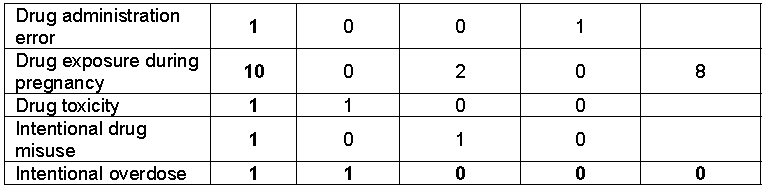 Drug administration error 1 0 0 1
Drug exposure during pregnancy 10 0 2 0 8
Drug toxicity 1 1 0 0
Intentional drug misuse 1 0 1 0
Intentional overdose 1 1 0 0 0